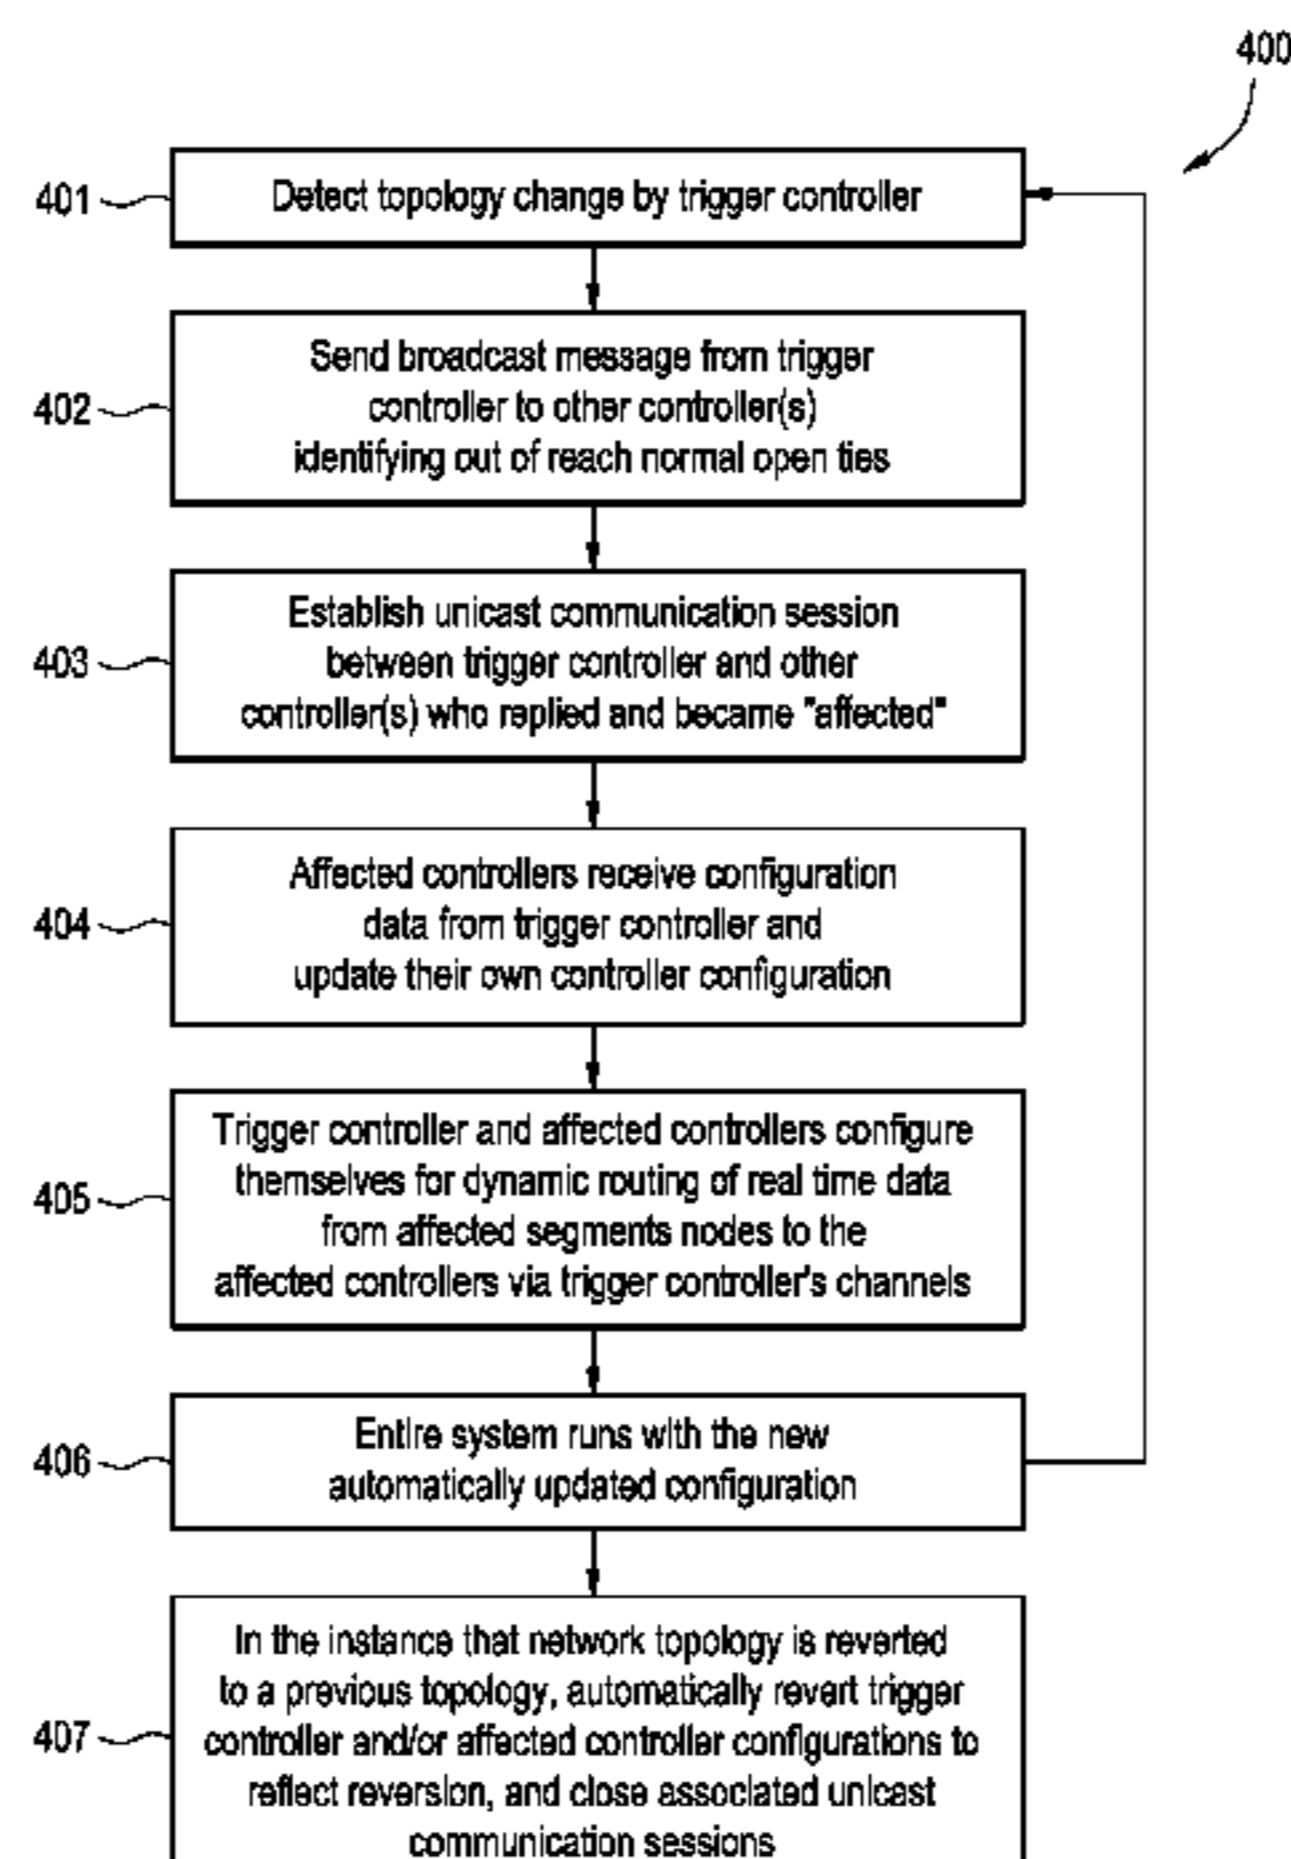 400
401
Detect topology change by trigger controller
402
Send broadcast message from trigger
controller to other controller(s)
identifying out of reach normal open ties
403
Establish unicast communication session
between trigger controller and other
controller(s) who replied and became "affected"
404
Affected controllers receive configuration
data from trigger controller and
update their own controller configuration
405
Trigger controller and affected controllers configure
themselves for dynamic routing of real time data
from affected segments nodes to the
affected controllers via trigger controller's channels
406
Entire system runs with the new
automatically updated configuration
407
In the instance that network topology is reverted
to a previous topology, automatically revert trigger
controller and/or affected controller configurations to
reflect reversion, and close associated unicast
communication sessions